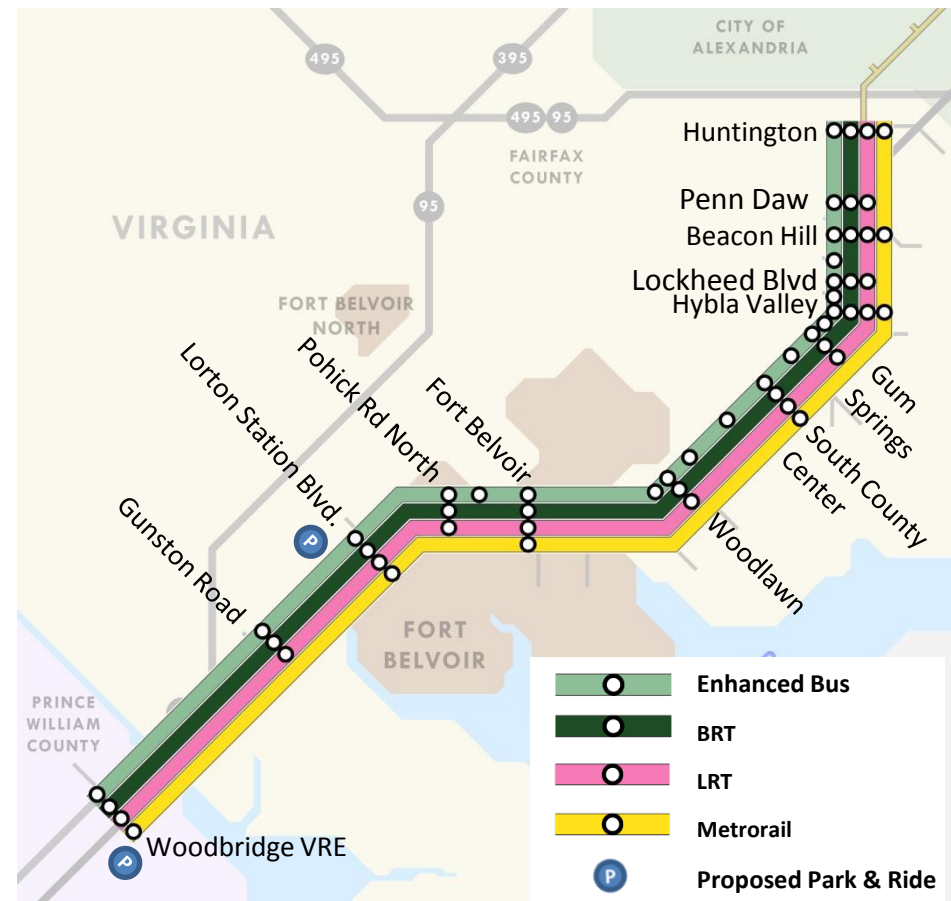 CITY OF
ALEXANDRIA
495
395
495
95
Huntington
FAIRFAX
COUNTY
Penn Daw
95
VIRGINIA
Beacon Hill
Lockheed Blvd
Hybla Valley
FORT BELVOIR
NORTH
Gum
Springs
South County
Center
Pohick Rd North
Fort Belvoir
Lorton Station Blvd.
Woodlawn
Gunston Road
P
FORT
BELVOIR
PRINCE
WILLIAM
COUNTY
Woodbridge VRE
P
Enhanced Bus
BRT
LRT
Metrorail
P
Proposed Park & Ride